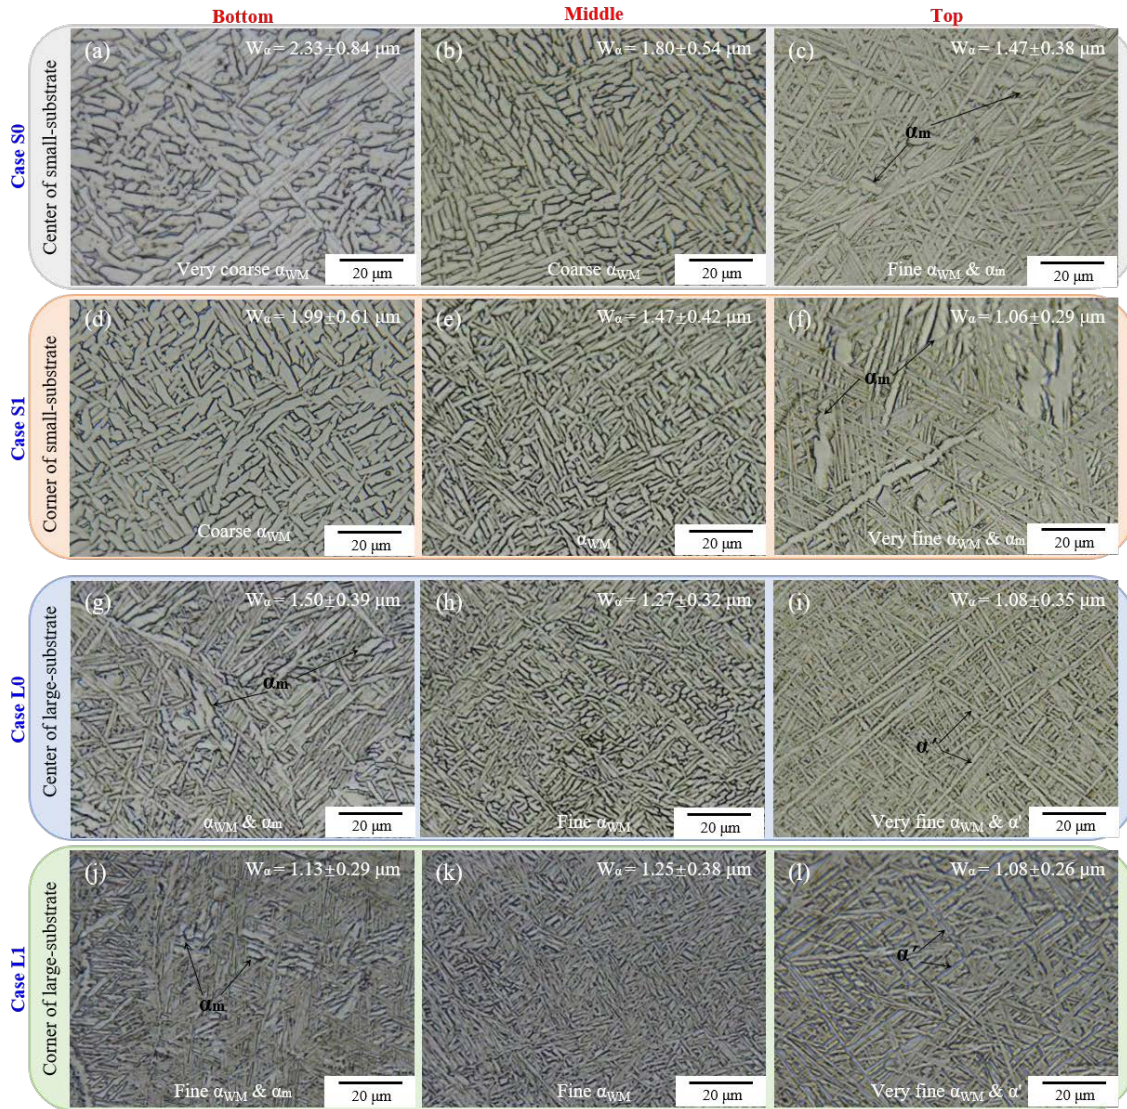 Bottom Middle Top
Case S0
Center of small-substrate
(a) Wα = 2.33±0.84 μm
Very coarse αWM
20 μm
(b) Wα = 1.80±0.54 μm
Coarse αWM
20 μm
(c) Wα = 1.47±0.38 μm
αm
Fine αWM & αm
20 μm
Case S1
Corner of small-substrate
(d) Wα = 1.99±0.61 μm
Coarse αWM
20 μm
(e) Wα = 1.47±0.42 μm
αWM
20 μm
(f) Wα = 1.06±0.29 μm
αm
Very fine αWM & αm
20 μm
Case L0
Center of large-substrate
(g) Wα = 1.50±0.39 μm
αm
αWM & αm
20 μm
(h) Wα = 1.27±0.32 μm
Fine αWM
20 μm
(i) Wα = 1.08±0.35 μm
α′
Very fine αWM & α'
20 μm
Case L1
Corner of large-substrate
(j) Wα = 1.13±0.29 μm
αm
Fine αWM & αm
20 μm
(k) Wα = 1.25±0.38 μm
Fine αWM
20 μm
(l) Wα = 1.08±0.26 μm
α′
Very fine αWM & α'
20 μm